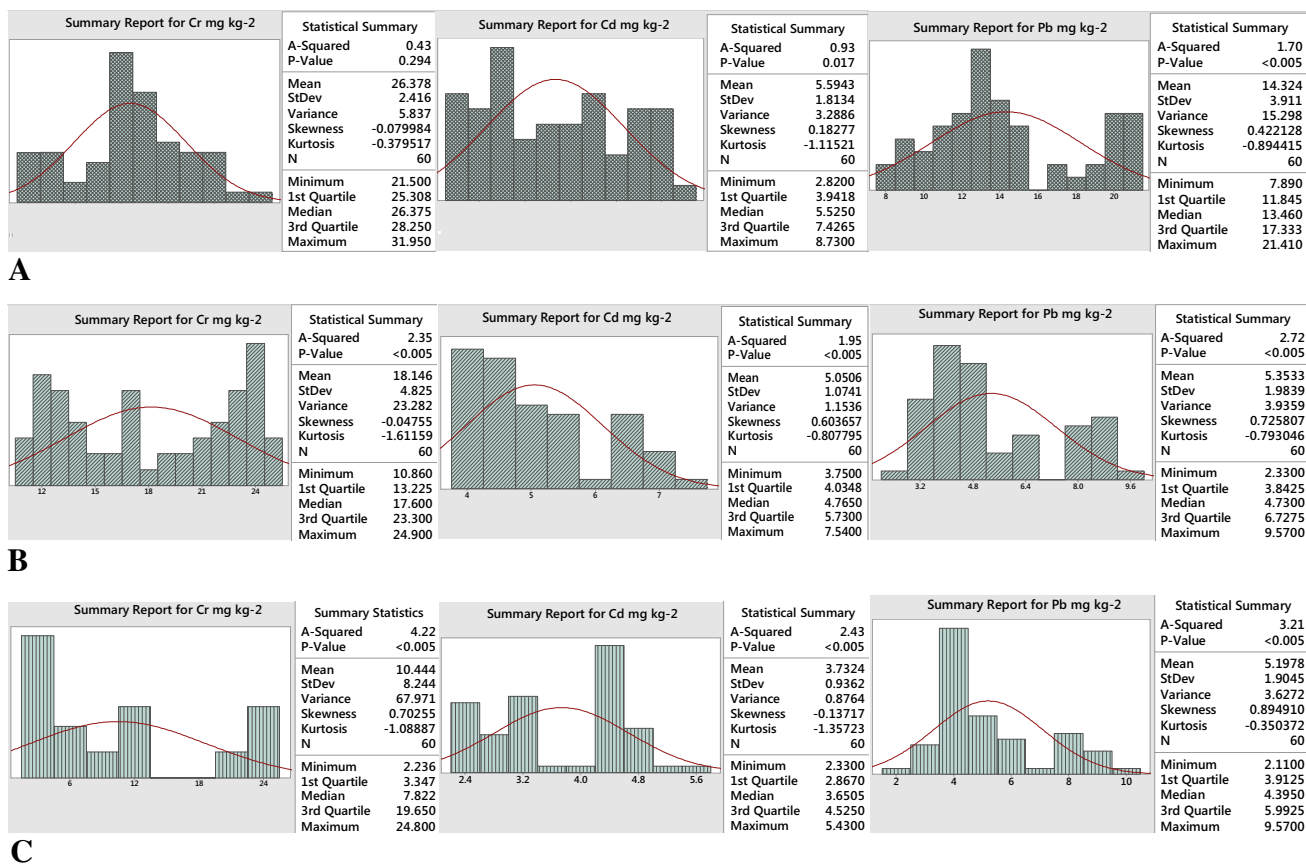 Summary Report for Cr mg kg-2
Statistical Summary
A-Squared 0.43
P-Value 0.294
Mean 26.378
StDev 2.416
Variance 5.837
Skewness -0.079984
Kurtosis -0.379517
N 60
Minimum 21.500
1st Quartile 25.308
Median 26.375
3rd Quartile 28.250
Maximum 31.950
Summary Report for Cd mg kg-2
Statistical Summary
A-Squared 0.93
P-Value 0.017
Mean 5.5943
StDev 1.8134
Variance 3.2886
Skewness 0.18277
Kurtosis -1.11521
N 60
Minimum 2.8200
1st Quartile 3.9418
Median 5.5250
3rd Quartile 7.4265
Maximum 8.7300
Summary Report for Pb mg kg-2
8 10 12 14 16 18 20
Statistical Summary
A-Squared 1.70
P-Value <0.005
Mean 14.324
StDev 3.911
Variance 15.298
Skewness 0.422128
Kurtosis -0.894415
N 60
Minimum 7.890
1st Quartile 11.845
Median 13.460
3rd Quartile 17.333
Maximum 21.410
A
Summary Report for Cr mg kg-2
12 15 18 21 24
Statistical Summary
A-Squared 2.35
P-Value <0.005
Mean 18.146
StDev 4.825
Variance 23.282
Skewness -0.04755
Kurtosis -1.61159
N 60
Minimum 10.860
1st Quartile 13.225
Median 17.600
3rd Quartile 23.300
Maximum 24.900
Summary Report for Cd mg kg-2
4 5 6 7
Statistical Summary
A-Squared 1.95
P-Value <0.005
Mean 5.0506
StDev 1.0741
Variance 1.1536
Skewness 0.603657
Kurtosis -0.807795
N 60
Minimum 3.7500
1st Quartile 4.0348
Median 4.7650
3rd Quartile 5.7300
Maximum 7.5400
Summary Report for Pb mg kg-2
3.2 4.8 6.4 8.0 9.6
Statistical Summary
A-Squared 2.72
P-Value <0.005
Mean 5.3533
StDev 1.9839
Variance 3.9359
Skewness 0.725807
Kurtosis -0.793046
N 60
Minimum 2.3300
1st Quartile 3.8425
Median 4.7300
3rd Quartile 6.7275
Maximum 9.5700
B
Summary Report for Cr mg kg-2
6 12 18 24
Summary Statistics
A-Squared 4.22
P-Value <0.005
Mean 10.444
StDev 8.244
Variance 67.971
Skewness 0.70255
Kurtosis -1.08887
N 60
Minimum 2.236
1st Quartile 3.347
Median 7.822
3rd Quartile 19.650
Maximum 24.800
Summary Report for Cd mg kg-2
2.4 3.2 4.0 4.8 5.6
Statistical Summary
A-Squared 2.43
P-Value <0.005
Mean 3.7324
StDev 0.9362
Variance 0.8764
Skewness -0.13717
Kurtosis -1.35723
N 60
Minimum 2.3300
1st Quartile 2.8670
Median 3.6505
3rd Quartile 4.5250
Maximum 5.4300
Summary Report for Pb mg kg-2
2 4 6 8 10
Statistical Summary
A-Squared 3.21
P-Value <0.005
Mean 5.1978
StDev 1.9045
Variance 3.6272
Skewness 0.894910
Kurtosis -0.350372
N 60
Minimum 2.1100
1st Quartile 3.9125
Median 4.3950
3rd Quartile 5.9925
Maximum 9.5700
C